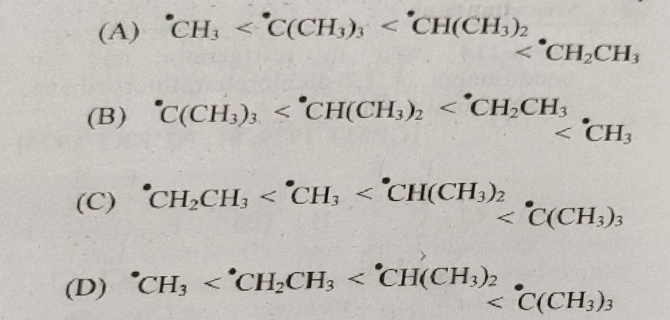 (A) •CH₃ < •C(CH₃)₃ < •CH(CH₃)₂
< •CH₂CH₃
(B) •C(CH₃)₃ < •CH(CH₃)₂ < •CH₂CH₃
< •CH₃
(C) •CH₂CH₃ < •CH₃ < •CH(CH₃)₂
< •C(CH₃)₃
(D) •CH₃ < •CH₂CH₃ < •CH(CH₃)₂
< •C(CH₃)₃